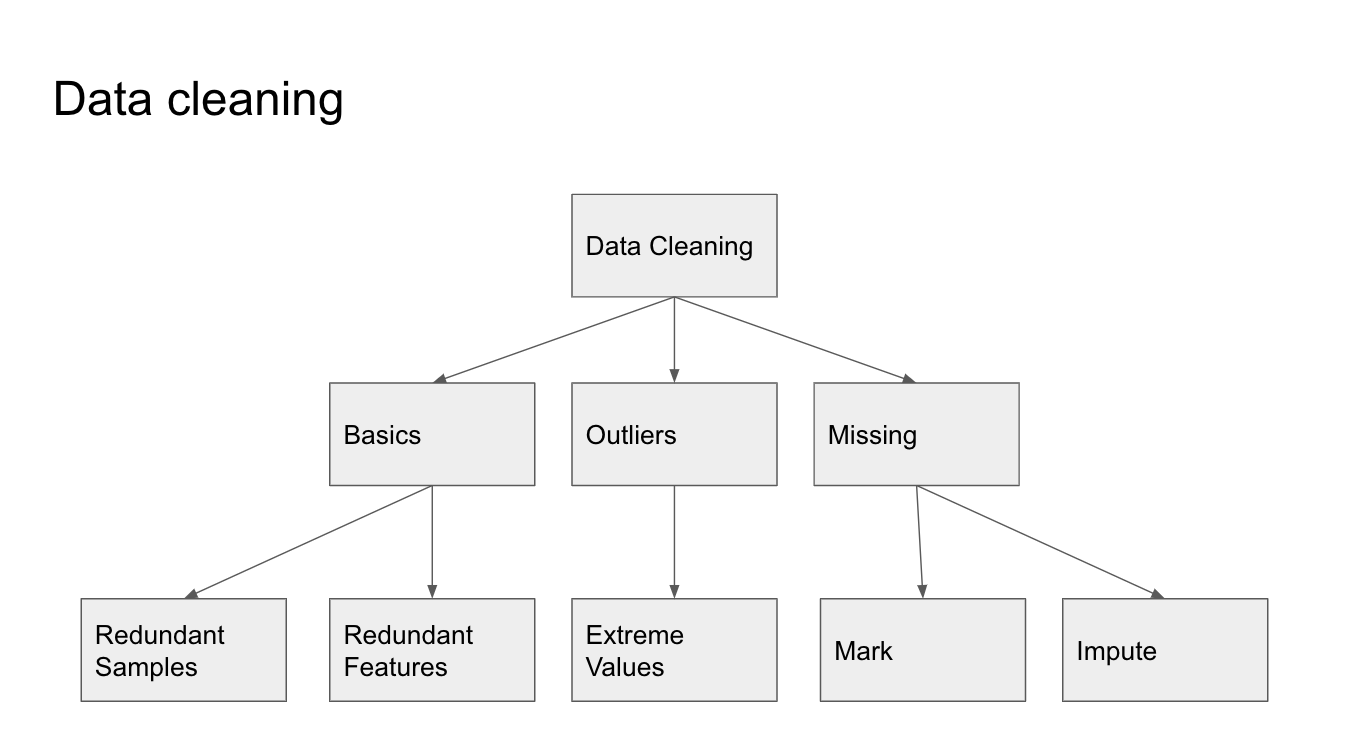 Data cleaning
Data Cleaning
Basics
Outliers
Missing
Redundant
Samples
Redundant
Features
Extreme
Values
Mark
Impute